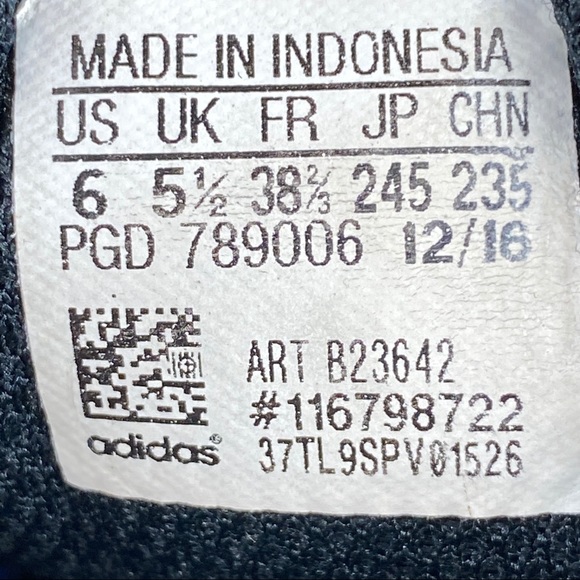 MADE IN INDONESIA
US UK FR JP CHN
6 5½ 38⅔ 245 235
PGD 789006 12/16
ART B23642
#116798722
adidas® 37TL9SPV01526